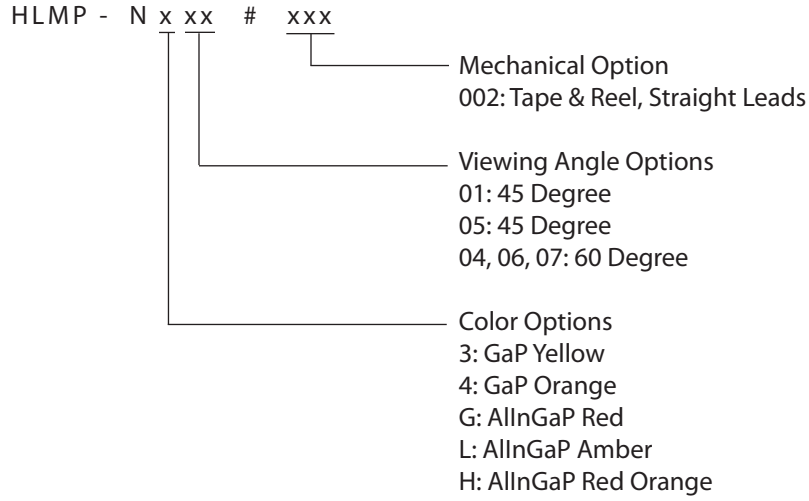 HLMP - N x xx # xxx
Mechanical Option
002: Tape & Reel, Straight Leads
Viewing Angle Options
01: 45 Degree
05: 45 Degree
04, 06, 07: 60 Degree
Color Options
3: GaP Yellow
4: GaP Orange
G: AlInGaP Red
L: AlInGaP Amber
H: AlInGaP Red Orange